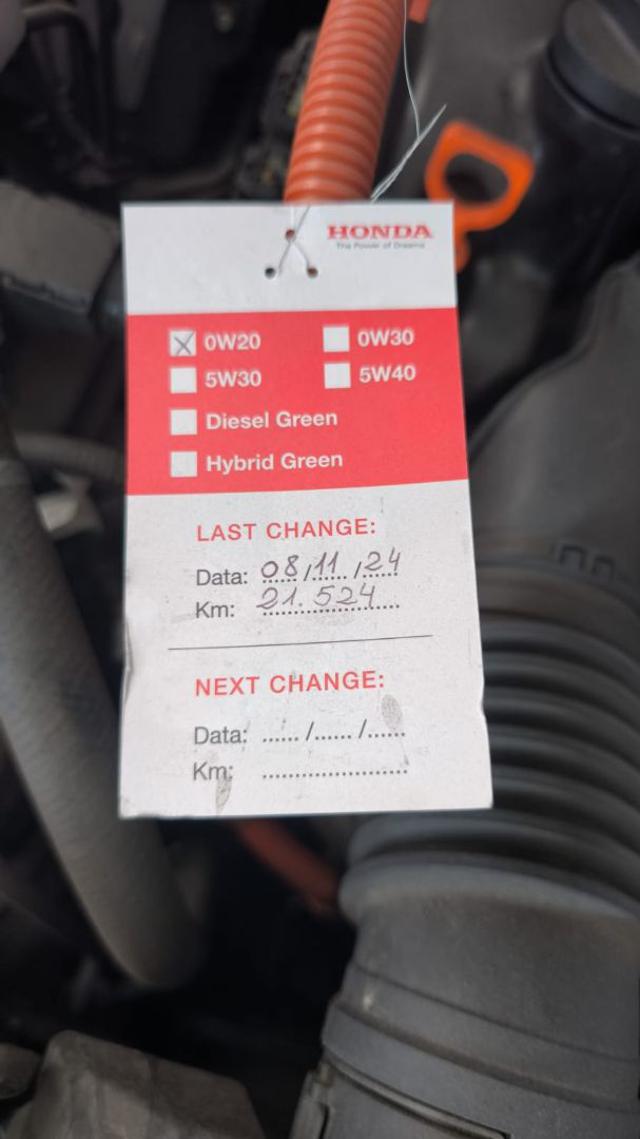 HONDA
The Power of Dreams
0W20 0W30
5W30 5W40
Diesel Green
Hybrid Green
LAST CHANGE:
Data: 08/11/24
Km: 21.524
NEXT CHANGE:
Data: ....../....../......
Km: ........................